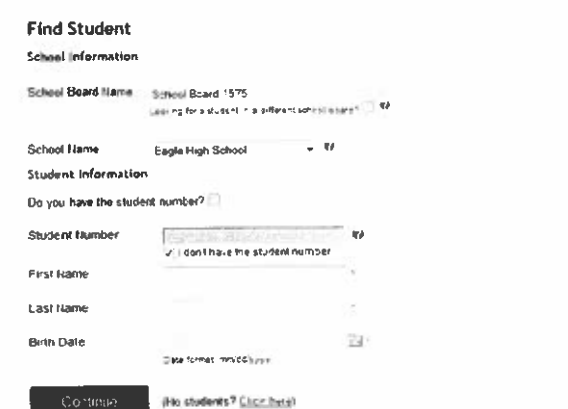 Find Student
School Information
School Board Name School Board 1575
Looking for a student in a different school board?
School Name Eagle High School
Student Information
Do you have the student number?
Student Number
I don't have the student number
First Name
Last Name
Birth Date
Date format: mm/dd/yyyy
Continue (No students? Click here)